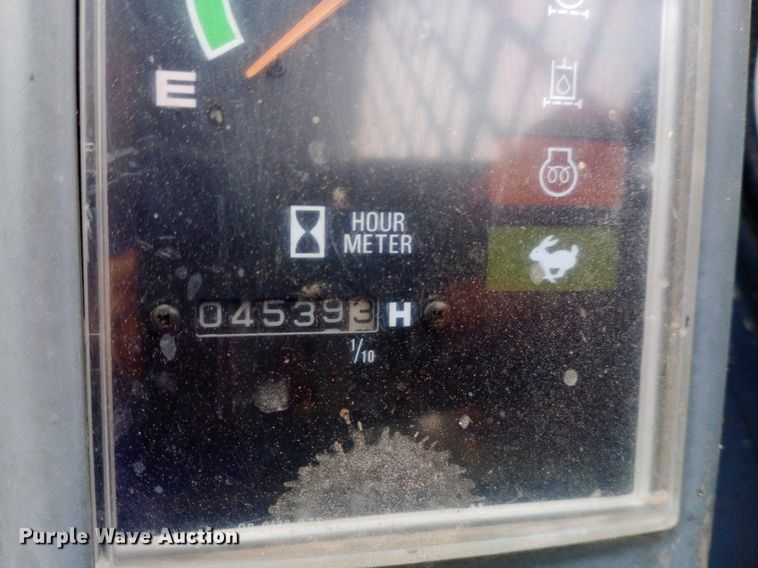 E
HOUR
METER
045393 H
1/10
Purple Wave Auction